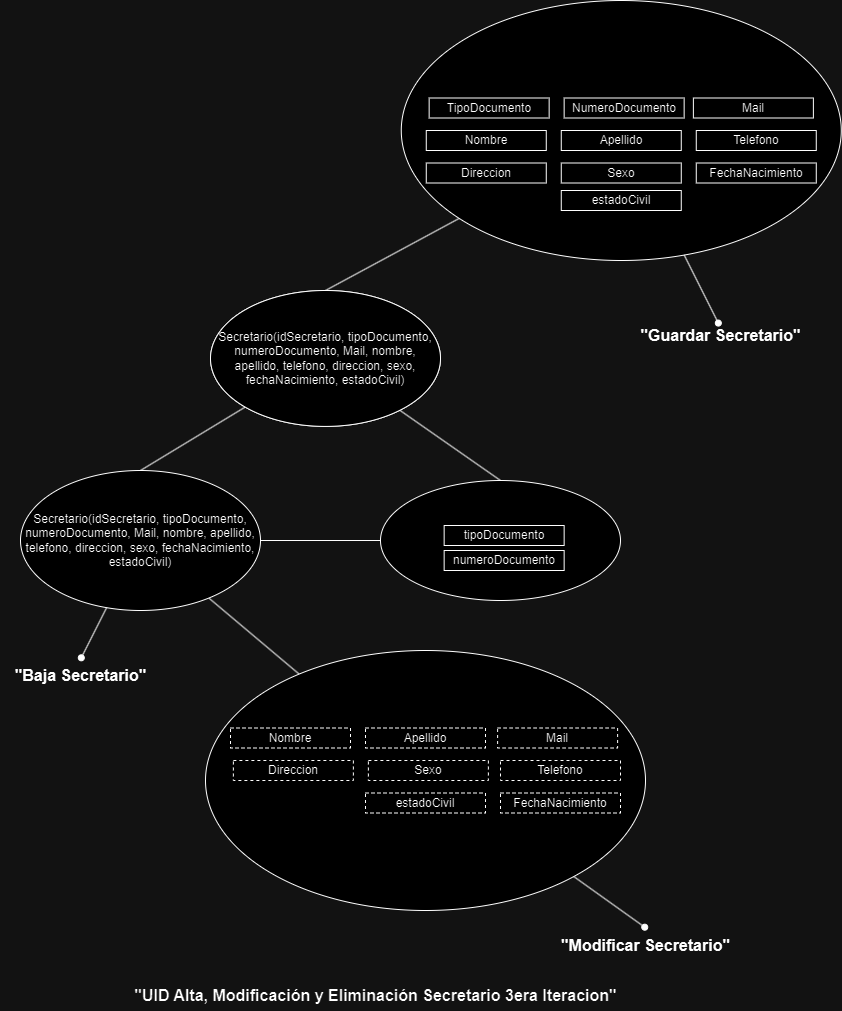 TipoDocumento NumeroDocumento Mail
Nombre Apellido Telefono
Direccion Sexo FechaNacimiento
estadoCivil
"Guardar Secretario"
Secretario(idSecretario, tipoDocumento,
numeroDocumento, Mail, nombre,
apellido, telefono, direccion, sexo,
fechaNacimiento, estadoCivil)
Secretario(idSecretario, tipoDocumento,
numeroDocumento, Mail, nombre, apellido,
telefono, direccion, sexo, fechaNacimiento,
estadoCivil)
tipoDocumento
numeroDocumento
"Baja Secretario"
Nombre Apellido Mail
Direccion Sexo Telefono
estadoCivil FechaNacimiento
"Modificar Secretario"
"UID Alta, Modificación y Eliminación Secretario 3era Iteracion"